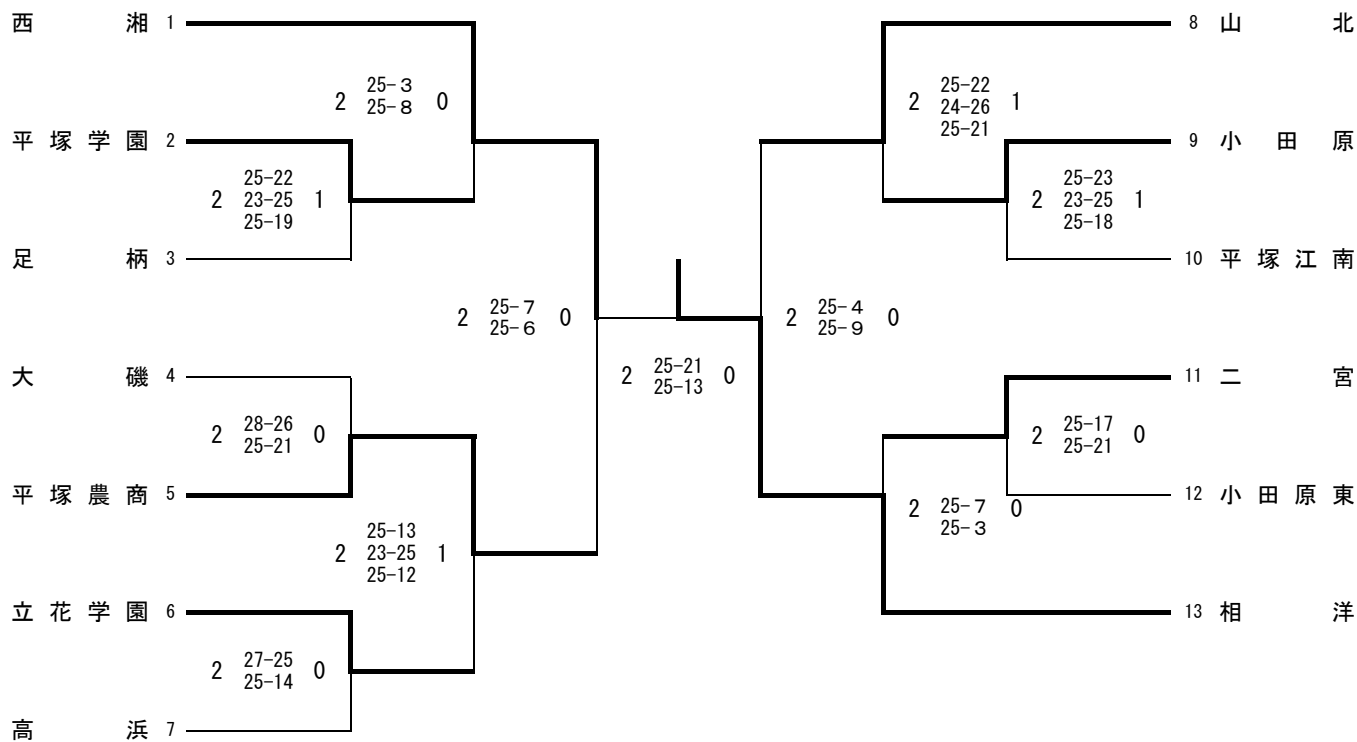 西湘 1
2 25-3 0
25-8
平塚学園 2
2 25-22 1
23-25
25-19
足柄 3
2 25-7 0
25-6
大磯 4
2 28-26 0
25-21
平塚農商 5
2 25-13 1
23-25
25-12
立花学園 6
2 27-25 0
25-14
高浜 7
2 25-21 0
25-13
8 山北
2 25-22 1
24-26
25-21
9 小田原
2 25-23 1
23-25
25-18
10 平塚江南
2 25-4 0
25-9
11 二宮
2 25-17 0
25-21
12 小田原東
2 25-7 0
25-3
13 相洋